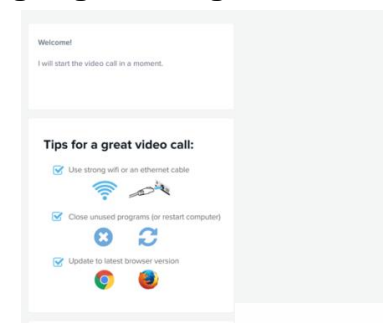 Welcome!
I will start the video call in a moment.
Tips for a great video call:
Use strong wifi or an ethernet cable
Close unused programs (or restart computer)
Update to latest browser version